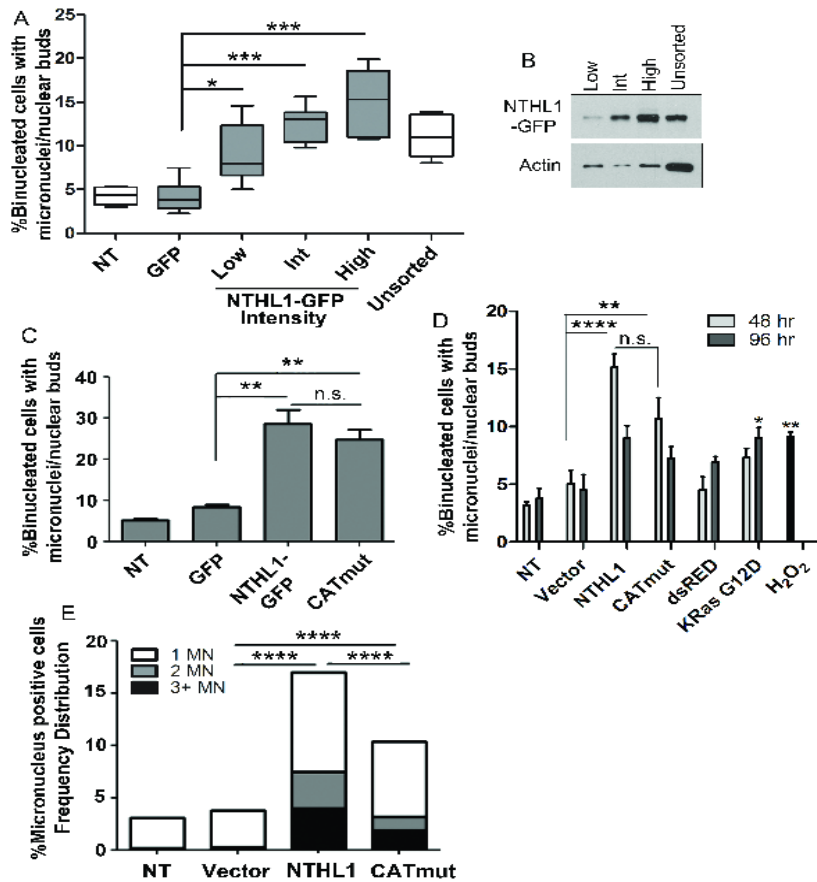 A
%Binucleated cells with
micronuclei/nuclear buds
25
20
15
10
5
0
***
***
*
NT
GFP
Low
Int
High
Unsorted
NTHL1-GFP
Intensity
B
Low
Int
High
Unsorted
NTHL1
-GFP
Actin
C
%Binucleated cells with
micronuclei/nuclear buds
40
30
20
10
0
**
**
n.s.
NT
GFP
NTHL1-
GFP
CATmut
D
%Binucleated cells with
micronuclei/nuclear buds
20
15
10
5
0
**
****
n.s.
*
**
48 hr
96 hr
NT
Vector
NTHL1
CATmut
dsRED
KRas G12D
H2O2
E
%Micronucleus positive cells
Frequency Distribution
20
15
10
5
0
1 MN
2 MN
3+ MN
****
****
****
NT
Vector
NTHL1
CATmut